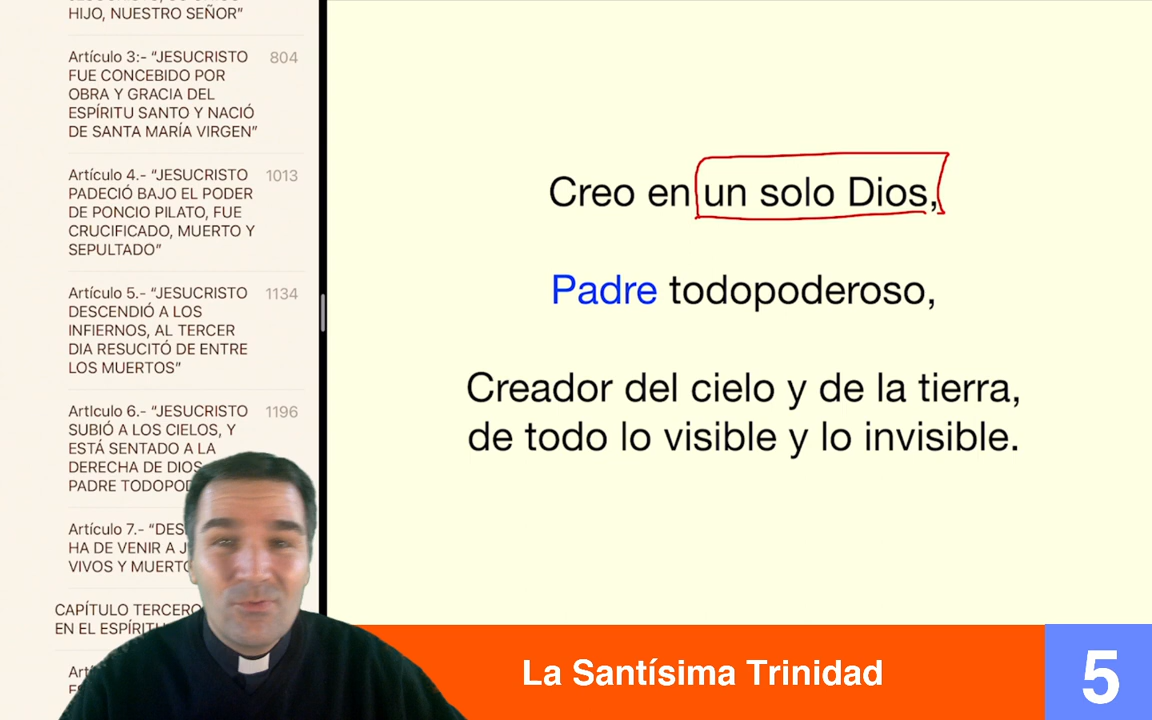 HIJO, NUESTRO SEÑOR”
Artículo 3:- “JESUCRISTO 804
FUE CONCEBIDO POR
OBRA Y GRACIA DEL
ESPÍRITU SANTO Y NACIÓ
DE SANTA MARÍA VIRGEN”
Artículo 4.- “JESUCRISTO 1013
PADECIÓ BAJO EL PODER
DE PONCIO PILATO, FUE
CRUCIFICADO, MUERTO Y
SEPULTADO”
Artículo 5.- “JESUCRISTO 1134
DESCENDIÓ A LOS
INFIERNOS, AL TERCER
DIA RESUCITÓ DE ENTRE
LOS MUERTOS”
Artlculo 6.- “JESUCRISTO 1196
SUBIÓ A LOS CIELOS, Y
ESTÁ SENTADO A LA
DERECHA DE DIOS
PADRE
Artículo 7.-
HA DE VENIR A
VIVOS Y
CAPÍTULO TERCERO
EN EL
Creo en un solo Dios,
Padre todopoderoso,
Creador del cielo y de la tierra,
de todo lo visible y lo invisible.
La Santísima Trinidad
5